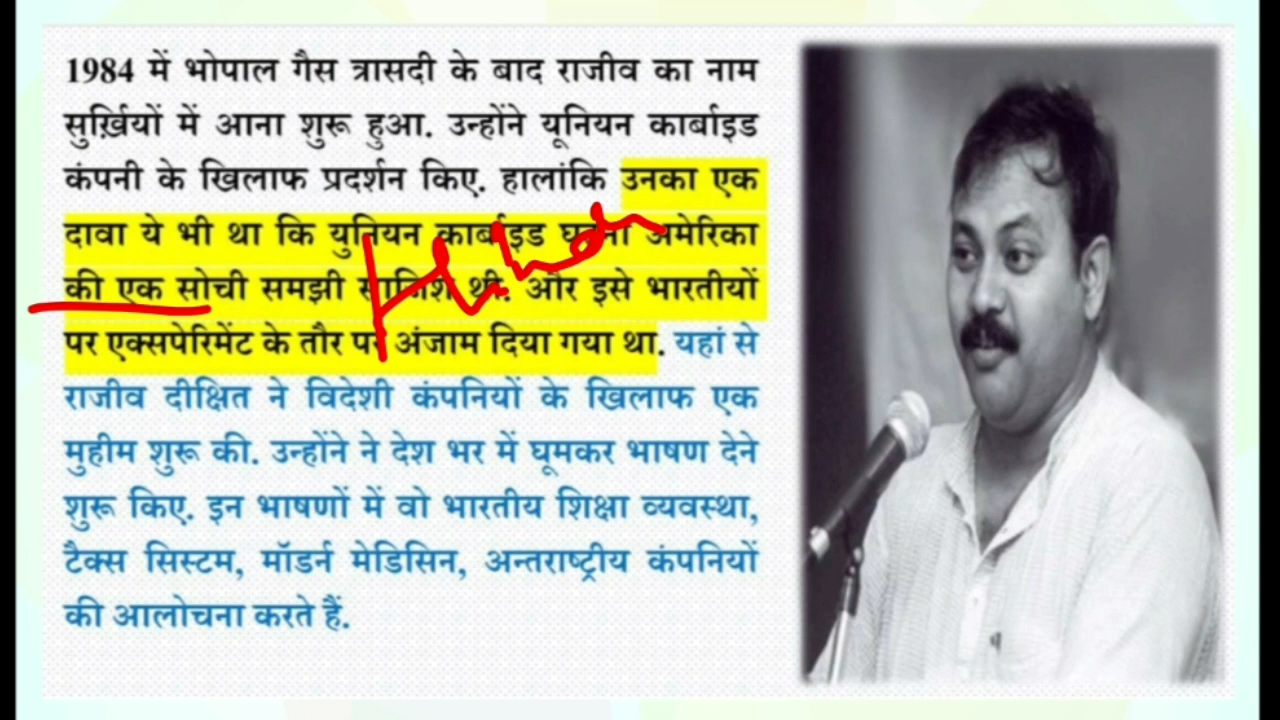 1984 में भोपाल गैस त्रासदी के बाद राजीव का नाम
सुर्ख़ियों में आना शुरू हुआ. उन्होंने यूनियन कार्बाइड
कंपनी के खिलाफ प्रदर्शन किए. हालांकि उनका एक
दावा ये भी था कि युनियन कार्बाइड घटना अमेरिका
की एक सोची समझी साजिश थी. और इसे भारतीयों
पर एक्सपेरिमेंट के तौर पर अंजाम दिया गया था. यहां से
राजीव दीक्षित ने विदेशी कंपनियों के खिलाफ एक
मुहीम शुरू की. उन्होंने ने देश भर में घूमकर भाषण देने
शुरू किए. इन भाषणों में वो भारतीय शिक्षा व्यवस्था,
टैक्स सिस्टम, मॉडर्न मेडिसिन, अन्तराष्ट्रीय कंपनियों
की आलोचना करते हैं.